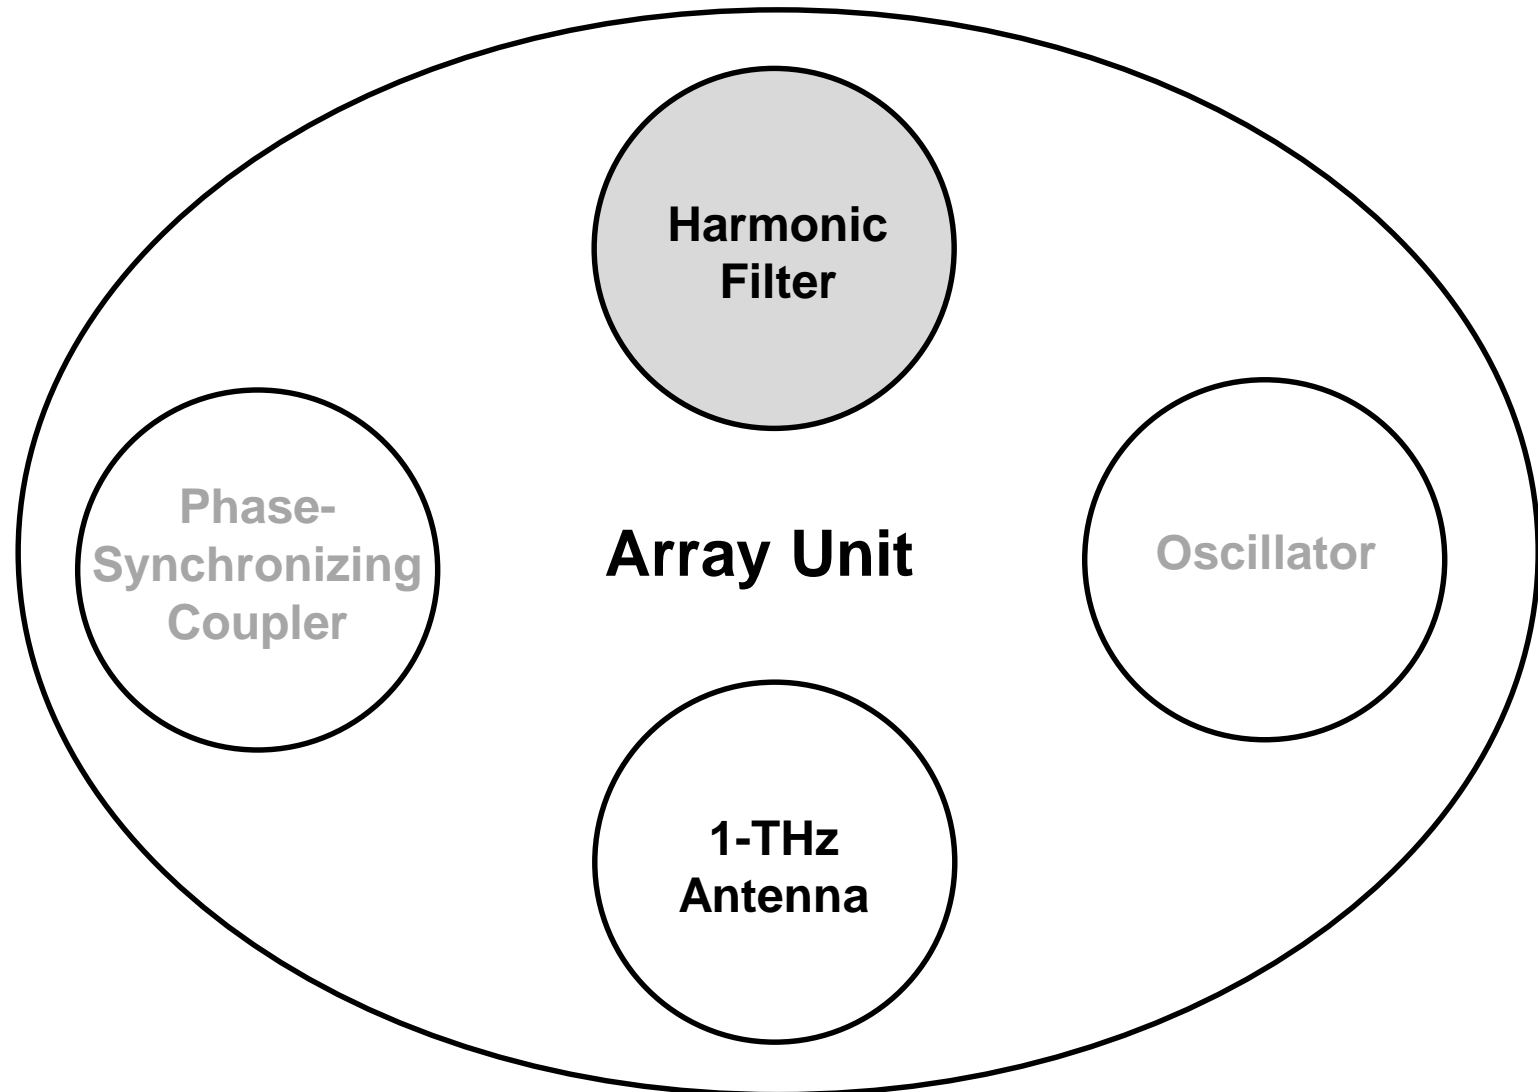 Harmonic
Filter
Phase-
Synchronizing
Coupler
Array Unit
Oscillator
1-THz
Antenna